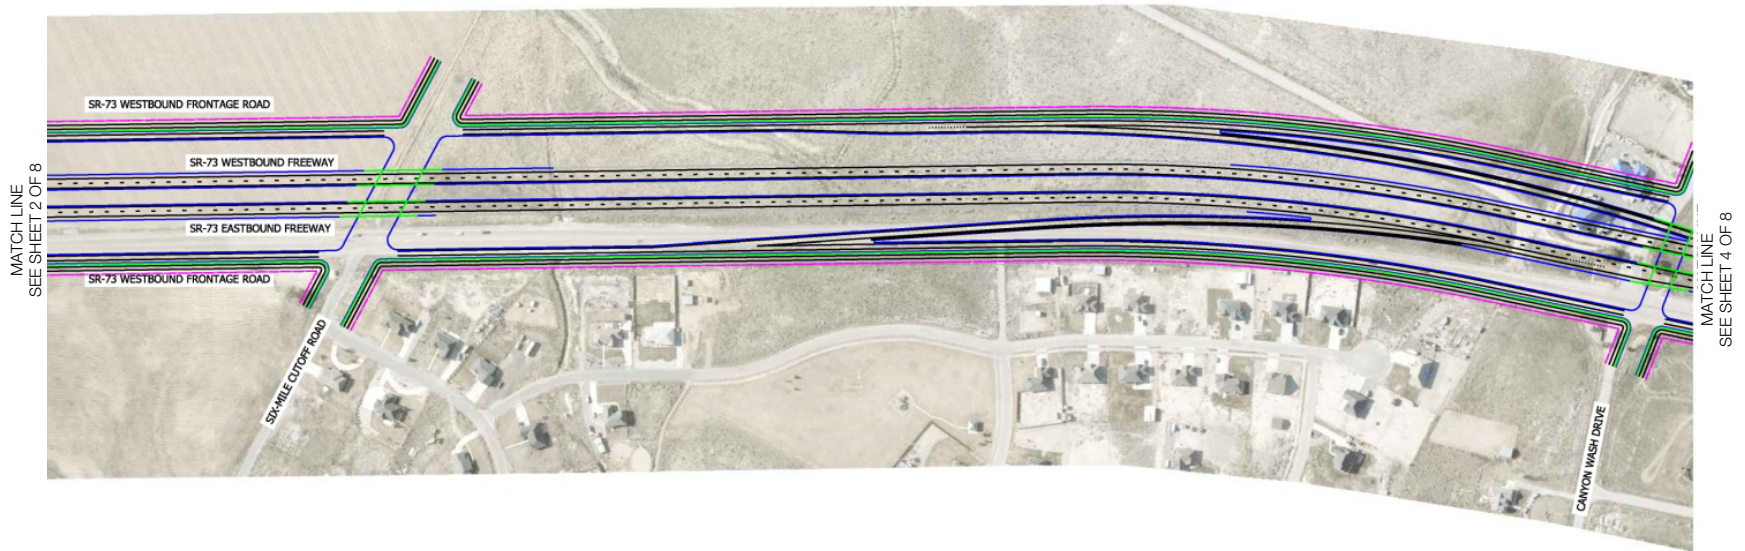 MATCH LINE
SEE SHEET 2 OF 8
SR-73 WESTBOUND FRONTAGE ROAD
SR-73 WESTBOUND FREEWAY
SR-73 EASTBOUND FREEWAY
SR-73 WESTBOUND FRONTAGE ROAD
SIX-MILE CUTOFF ROAD
CANYON WASH DRIVE
MATCH LINE
SEE SHEET 4 OF 8